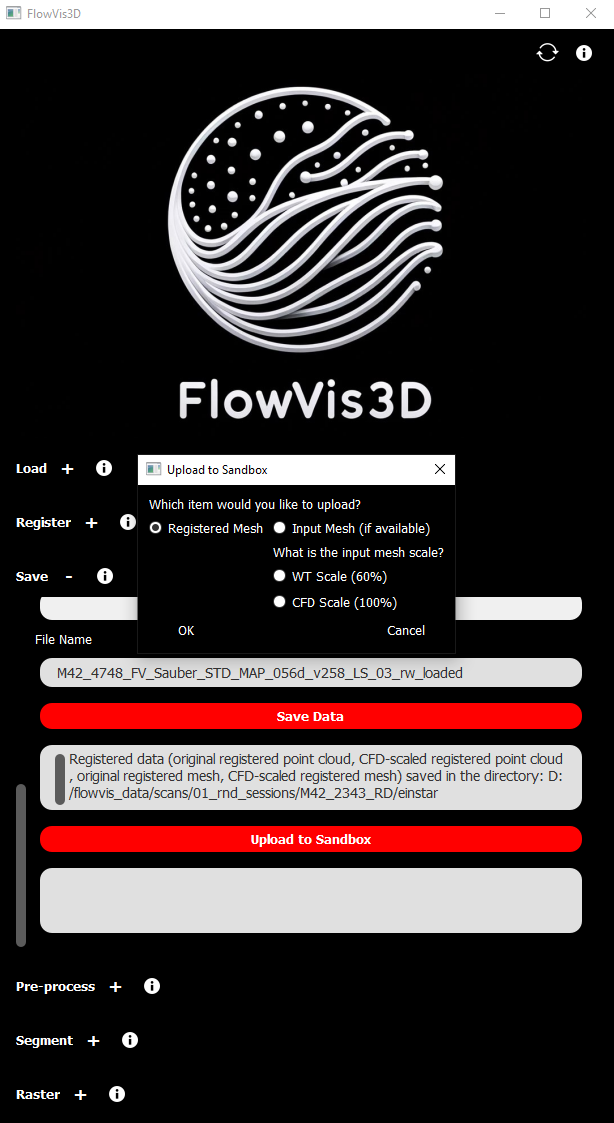 FlowVis3D
FlowVis3D
Load +
Register +
Save -
Upload to Sandbox
Which item would you like to upload?
Registered Mesh
Input Mesh (if available)
What is the input mesh scale?
WT Scale (60%)
CFD Scale (100%)
OK
Cancel
File Name
M42_4748_FV_Sauber_STD_MAP_056d_v258_LS_03_rw_loaded
Save Data
Registered data (original registered point cloud, CFD-scaled registered point cloud
, original registered mesh, CFD-scaled registered mesh) saved in the directory: D:
/flowvis_data/scans/01_rnd_sessions/M42_2343_RD/einstar
Upload to Sandbox
Pre-process +
Segment +
Raster +